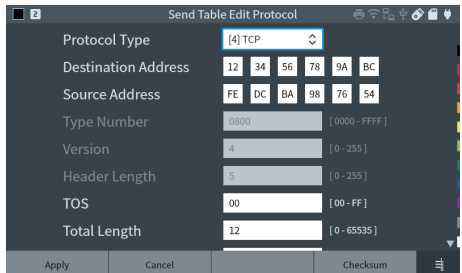 2 Send Table Edit Protocol
Protocol Type [4] TCP
Destination Address 12 34 56 78 9A BC
Source Address FE DC BA 98 76 54
Type Number 0800 [ 0000 - FFFF ]
Version 4 [ 0 - 255 ]
Header Length 5 [ 0 - 255 ]
TOS 00 [ 00 - FF ]
Total Length 12 [ 0 - 65535 ]
Apply Cancel Checksum